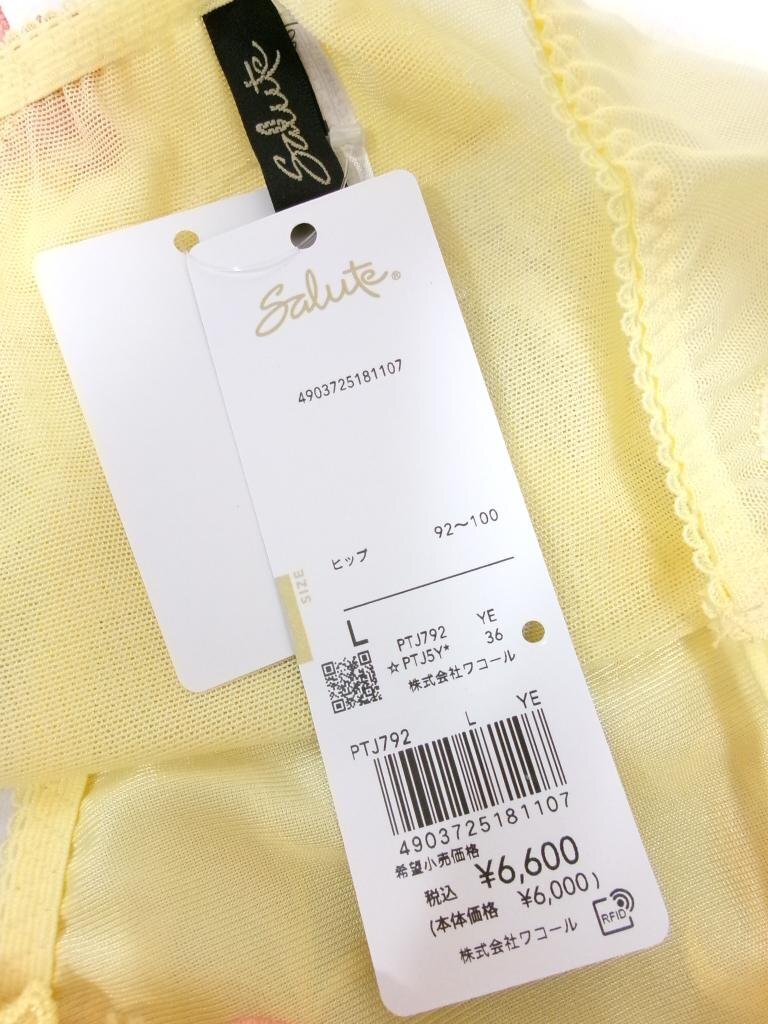 Salute
Salute®
4903725181107
ヒップ 92～100
SIZE
L
PTJ792 YE
☆PTJ5Y* 36
株式会社ワコール
PTJ792 L YE
4903725181107
希望小売価格
税込 ¥6,600
(本体価格 ¥6,000)
株式会社ワコール
RFID